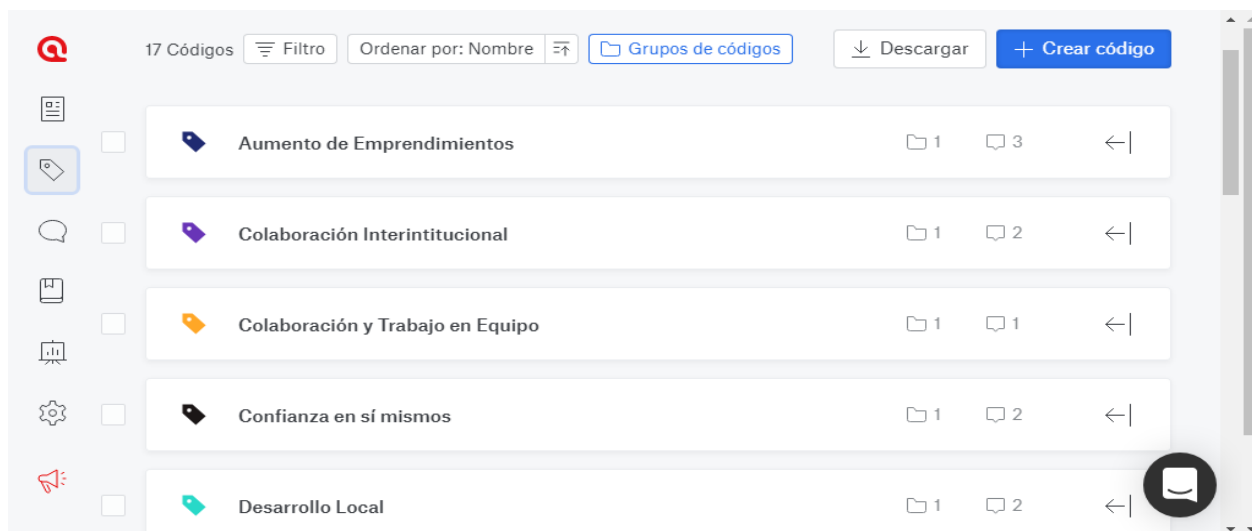 17 Códigos Filtro Ordenar por: Nombre Grupos de códigos Descargar + Crear código
Aumento de Emprendimientos 1 3
Colaboración Interintitucional 1 2
Colaboración y Trabajo en Equipo 1 1
Confianza en sí mismos 1 2
Desarrollo Local 1 2